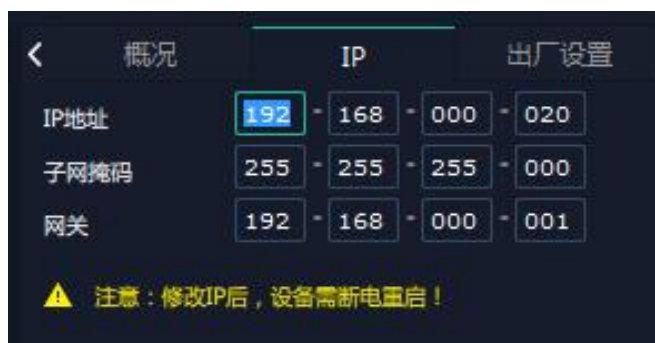 概况 IP 出厂设置
IP地址 192 - 168 - 000 - 020
子网掩码 255 - 255 - 255 - 000
网关 192 - 168 - 000 - 001
注意：修改IP后，设备需断电重启！